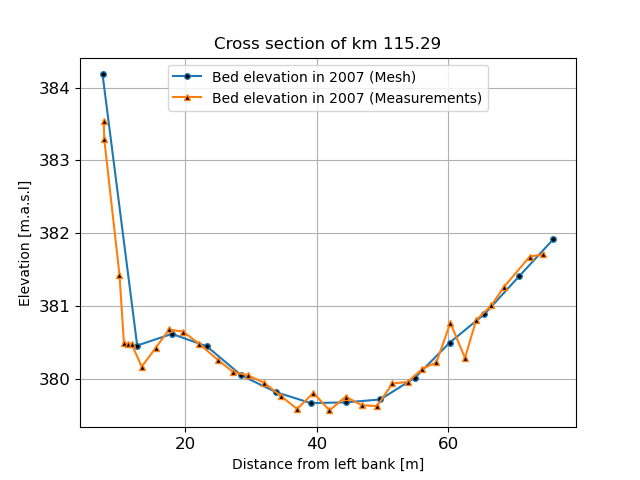 Cross section of km 115.29
Bed elevation in 2007 (Mesh)
Bed elevation in 2007 (Measurements)
Elevation [m.a.s.l]
384
383
382
381
380
20 40 60
Distance from left bank [m]